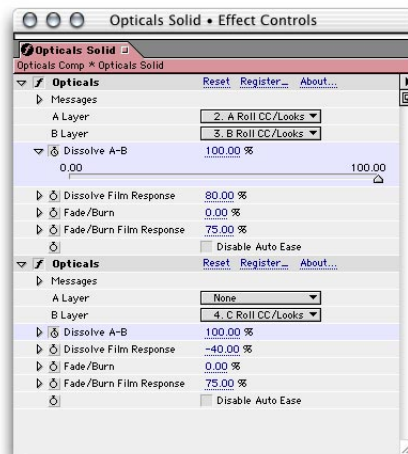 Opticals Solid • Effect Controls
Opticals Solid
Opticals Comp * Opticals Solid
Opticals Reset Register... About...
Messages
A Layer 2. A Roll CC/Looks
B Layer 3. B Roll CC/Looks
Dissolve A-B 100.00 %
0.00 100.00
Dissolve Film Response 80.00 %
Fade/Burn 0.00 %
Fade/Burn Film Response 75.00 %
Disable Auto Ease
Opticals Reset Register... About...
Messages
A Layer None
B Layer 4. C Roll CC/Looks
Dissolve A-B 100.00 %
Dissolve Film Response -40.00 %
Fade/Burn 0.00 %
Fade/Burn Film Response 75.00 %
Disable Auto Ease